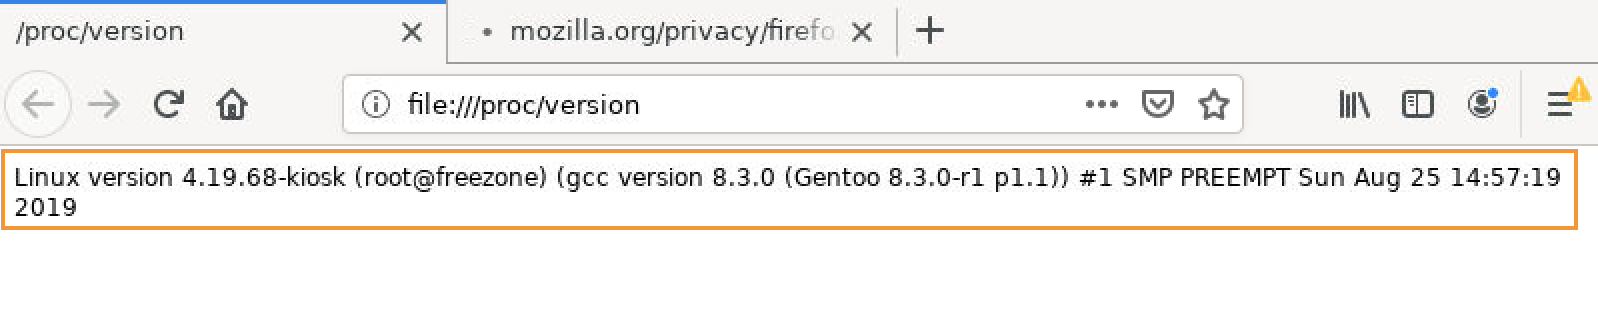 /proc/version
mozilla.org/privacy/firefo
file:///proc/version
Linux version 4.19.68-kiosk (root@freezone) (gcc version 8.3.0 (Gentoo 8.3.0-r1 p1.1)) #1 SMP PREEMPT Sun Aug 25 14:57:19
2019